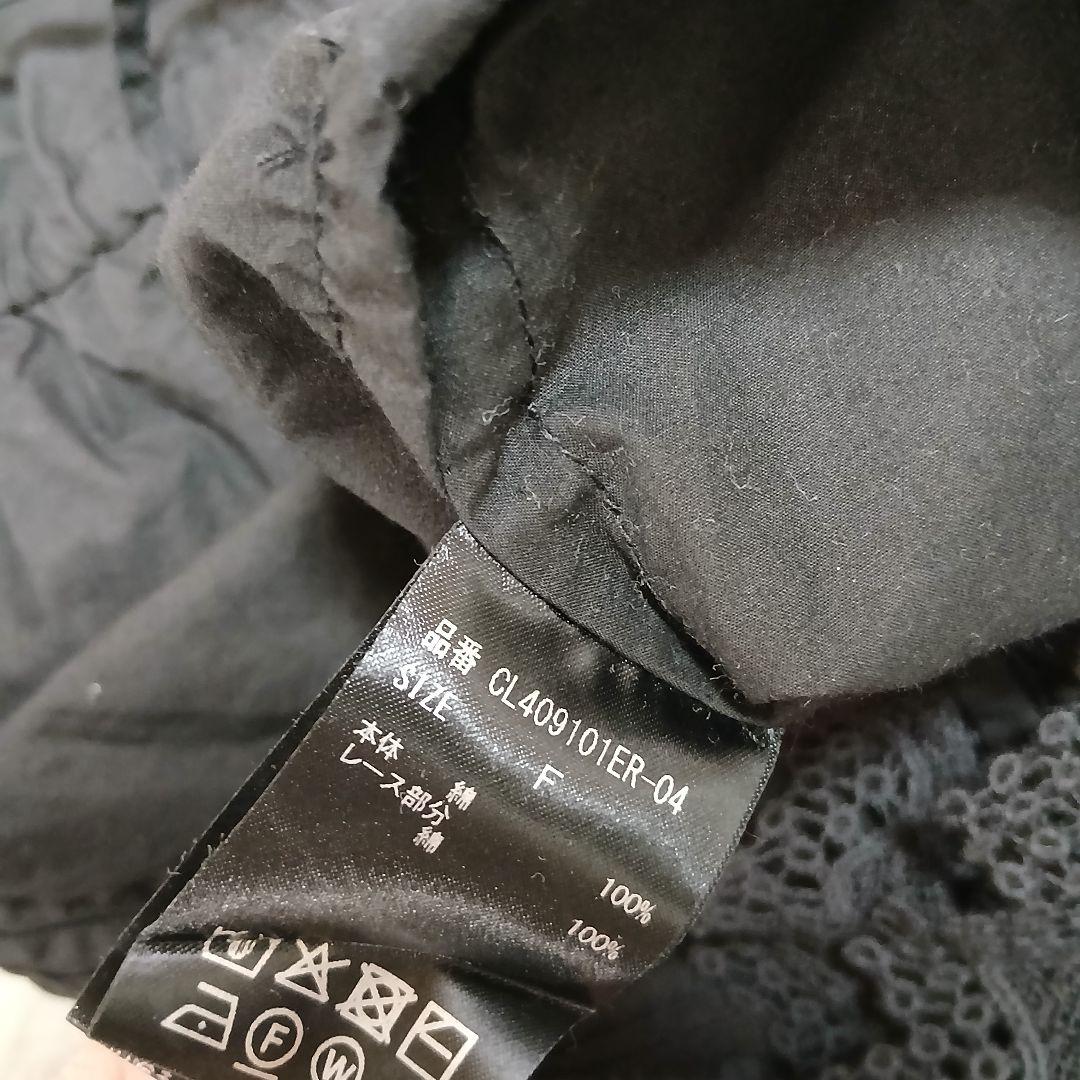 品番 CL409101ER-04
SIZE F
本体 綿 100%
レース部分
綿 100%
F
W